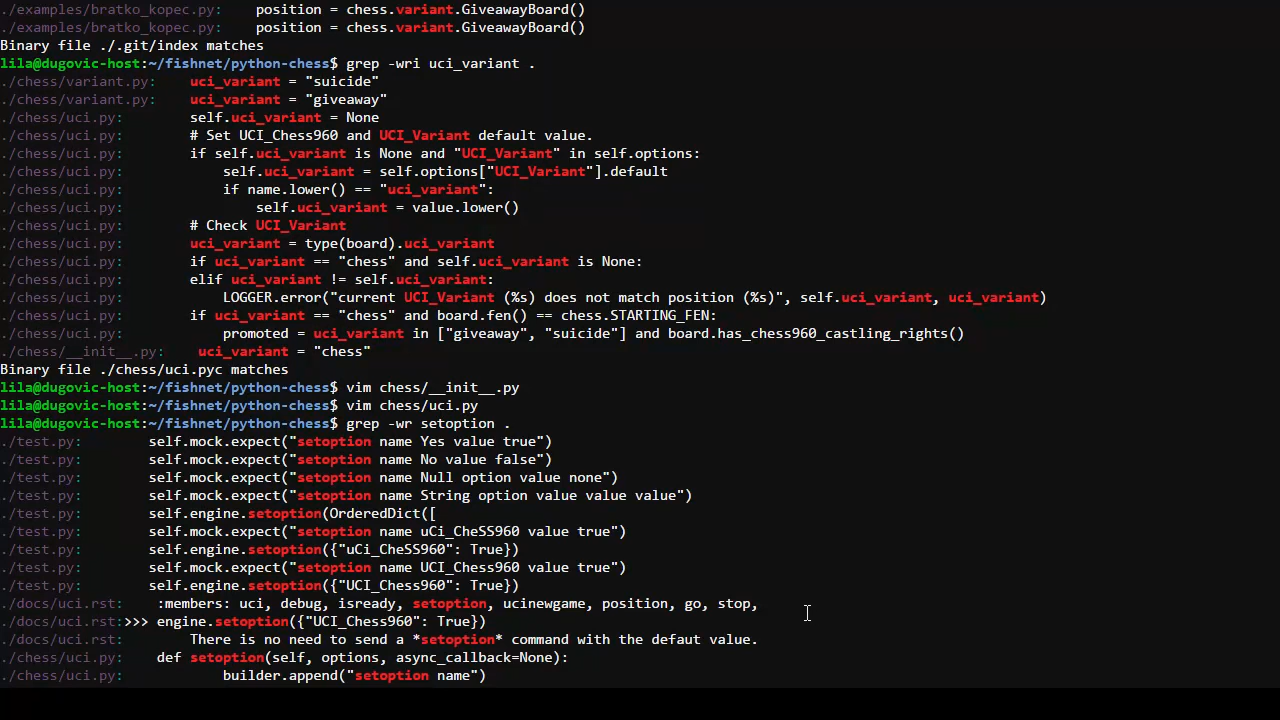 ./examples/bratko_kopec.py:    position = chess.variant.GiveawayBoard()
./examples/bratko_kopec.py:    position = chess.variant.GiveawayBoard()
Binary file ./.git/index matches
lila@dugovic-host:~/fishnet/python-chess$ grep -wri uci_variant .
./chess/variant.py:    uci_variant = "suicide"
./chess/variant.py:    uci_variant = "giveaway"
./chess/uci.py:        self.uci_variant = None
./chess/uci.py:        # Set UCI_Chess960 and UCI_Variant default value.
./chess/uci.py:        if self.uci_variant is None and "UCI_Variant" in self.options:
./chess/uci.py:            self.uci_variant = self.options["UCI_Variant"].default
./chess/uci.py:            if name.lower() == "uci_variant":
./chess/uci.py:                self.uci_variant = value.lower()
./chess/uci.py:        # Check UCI_Variant
./chess/uci.py:        uci_variant = type(board).uci_variant
./chess/uci.py:        if uci_variant == "chess" and self.uci_variant is None:
./chess/uci.py:        elif uci_variant != self.uci_variant:
./chess/uci.py:            LOGGER.error("current UCI_Variant (%s) does not match position (%s)", self.uci_variant, uci_variant)
./chess/uci.py:        if uci_variant == "chess" and board.fen() == chess.STARTING_FEN:
./chess/uci.py:            promoted = uci_variant in ["giveaway", "suicide"] and board.has_chess960_castling_rights()
./chess/__init__.py:    uci_variant = "chess"
Binary file ./chess/uci.pyc matches
lila@dugovic-host:~/fishnet/python-chess$ vim chess/__init__.py
lila@dugovic-host:~/fishnet/python-chess$ vim chess/uci.py
lila@dugovic-host:~/fishnet/python-chess$ grep -wr setoption .
./test.py:        self.mock.expect("setoption name Yes value true")
./test.py:        self.mock.expect("setoption name No value false")
./test.py:        self.mock.expect("setoption name Null option value none")
./test.py:        self.mock.expect("setoption name String option value value value")
./test.py:        self.engine.setoption(OrderedDict([
./test.py:        self.mock.expect("setoption name uCi_CheSS960 value true")
./test.py:        self.engine.setoption({"uCi_CheSS960": True})
./test.py:        self.mock.expect("setoption name UCI_Chess960 value true")
./test.py:        self.engine.setoption({"UCI_Chess960": True})
./docs/uci.rst:    :members: uci, debug, isready, setoption, ucinewgame, position, go, stop,
./docs/uci.rst:>>> engine.setoption({"UCI_Chess960": True})
./docs/uci.rst:        There is no need to send a *setoption* command with the defaut value.
./chess/uci.py:    def setoption(self, options, async_callback=None):
./chess/uci.py:            builder.append("setoption name")